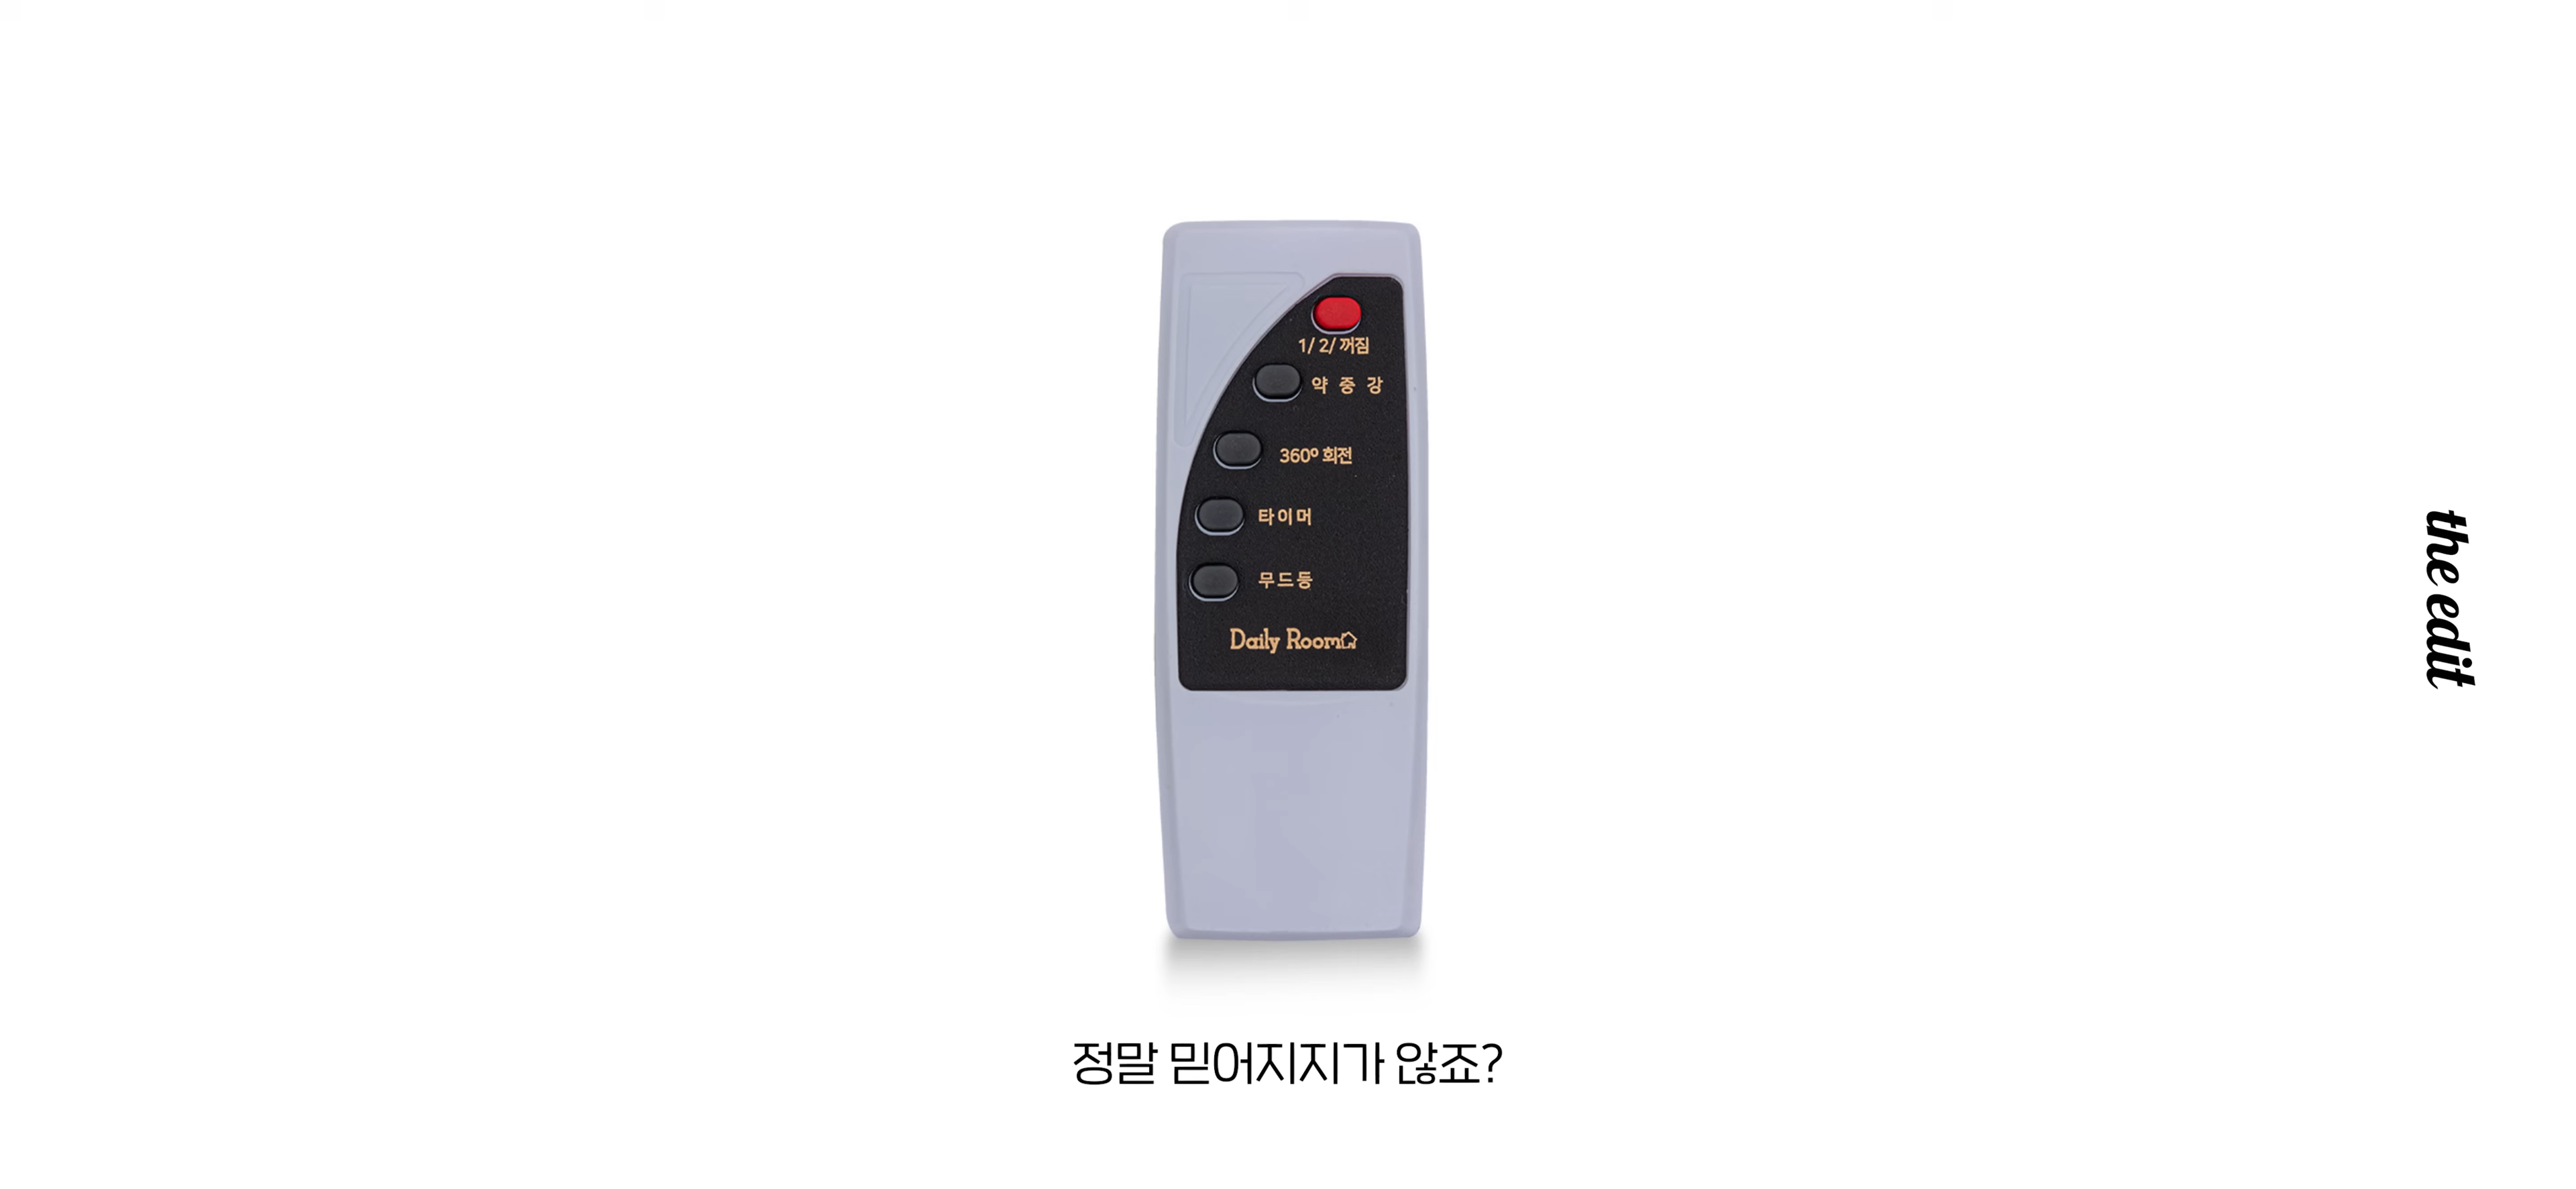 1/ 2/ 꺼짐
약 중 강
360º 회전
타이머
무드등
Daily Room
the edit
정말 믿어지지가 않죠?